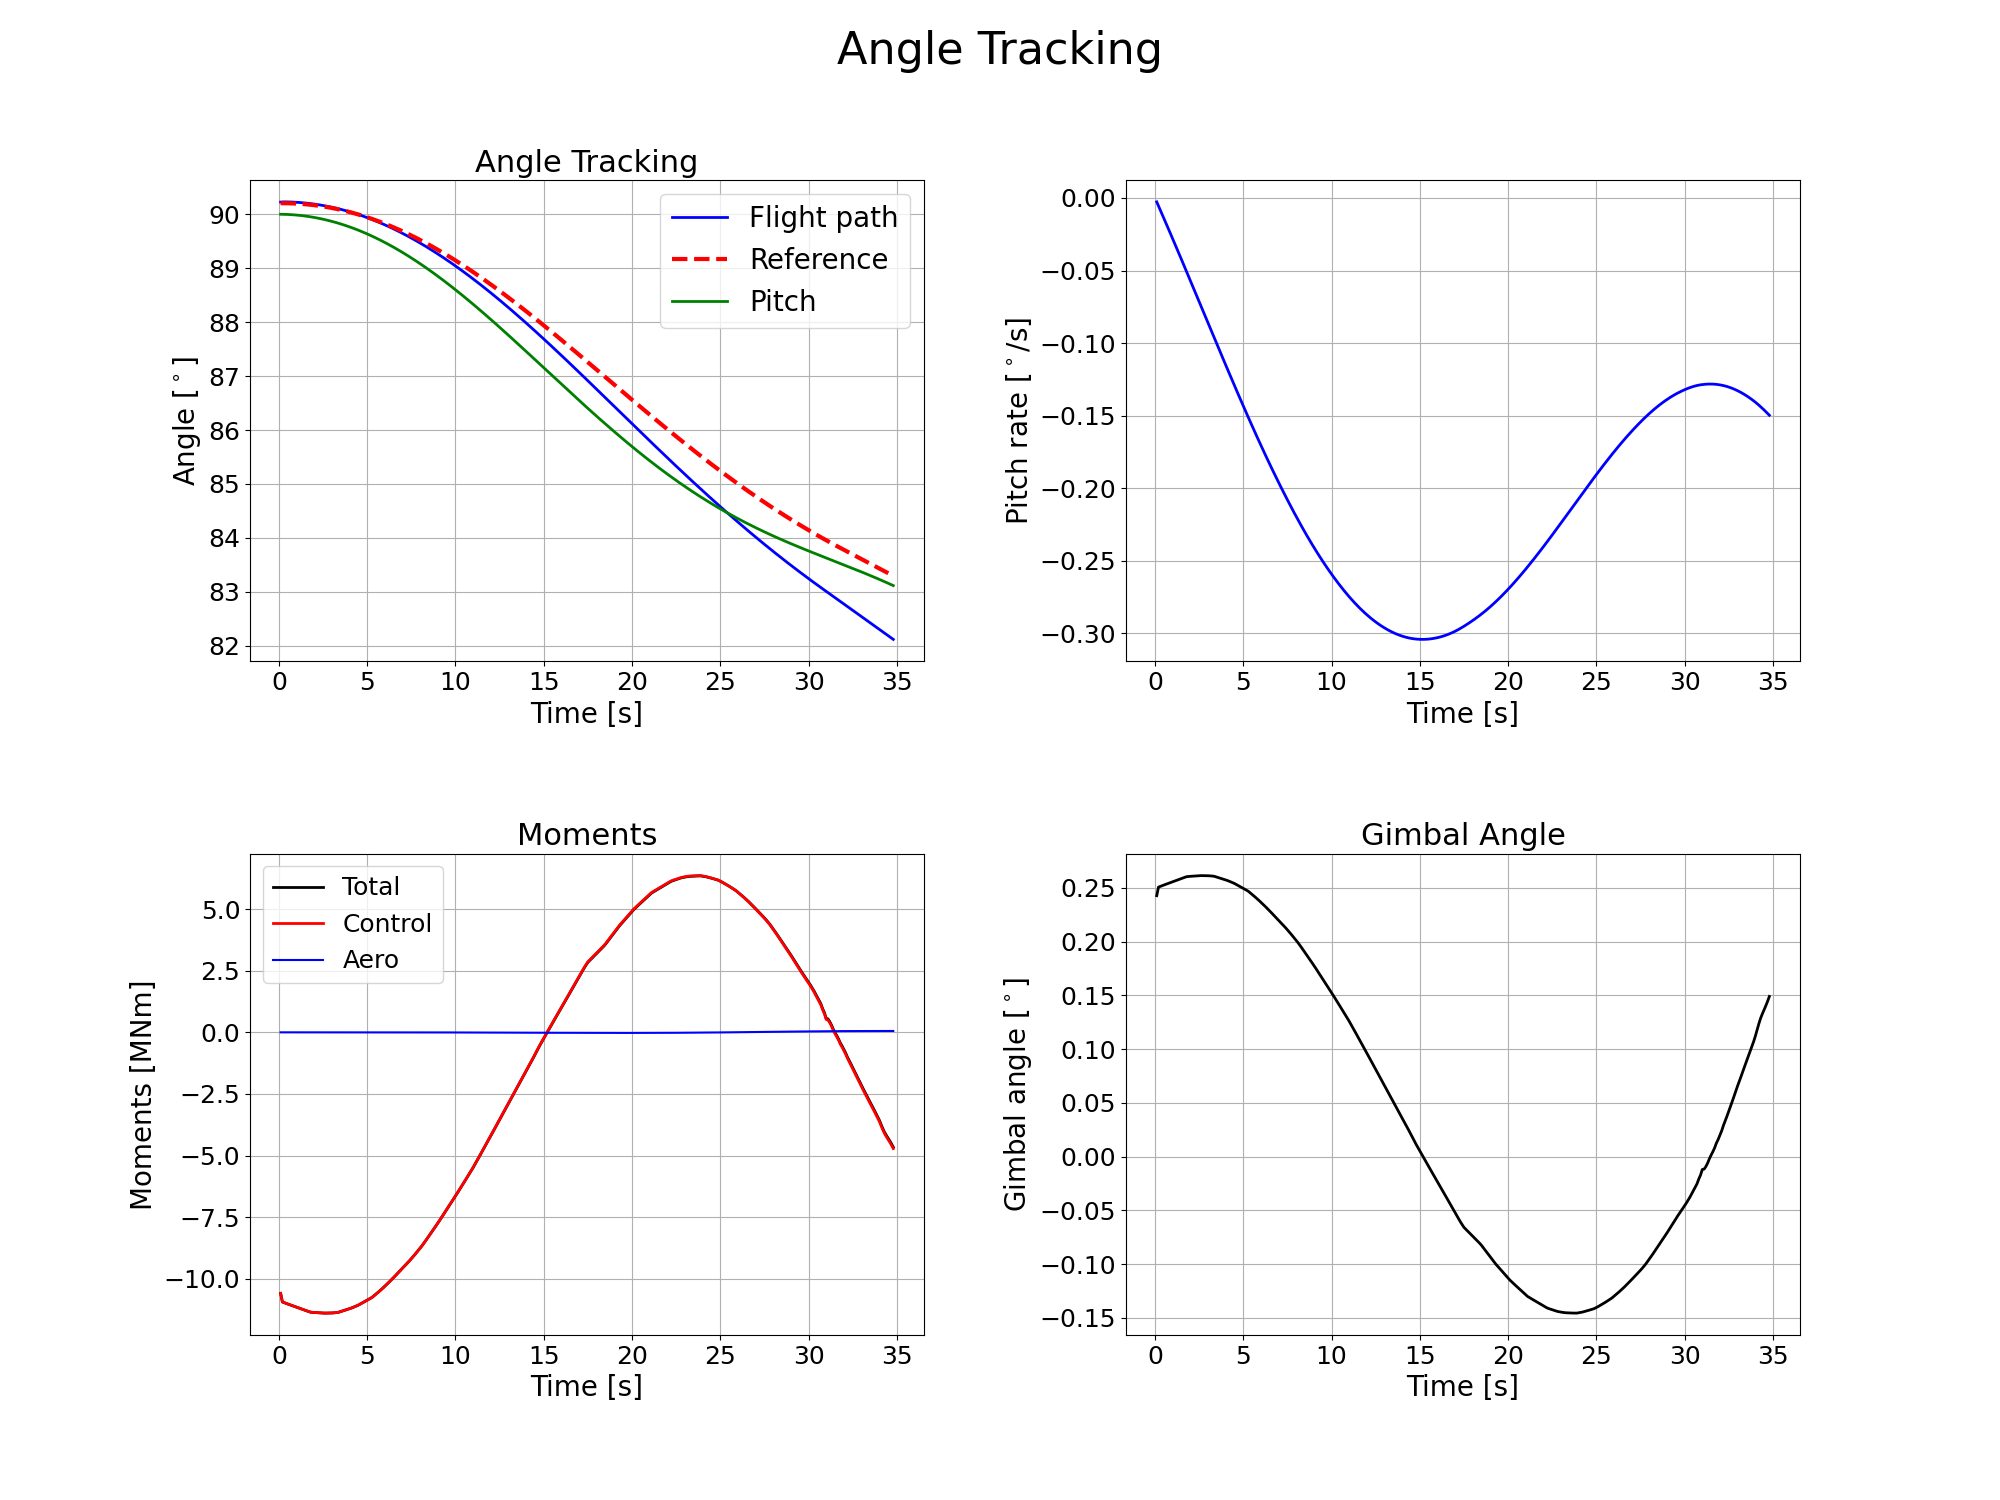 Angle Tracking
Angle Tracking
Flight path
Reference
Pitch
90
89
88
87
86
85
84
83
82
Angle [°]
0 5 10 15 20 25 30 35
Time [s]
0.00
−0.05
−0.10
−0.15
−0.20
−0.25
−0.30
Pitch rate [°/s]
0 5 10 15 20 25 30 35
Time [s]
Moments
Total
Control
Aero
5.0
2.5
0.0
−2.5
−5.0
−7.5
−10.0
Moments [MNm]
0 5 10 15 20 25 30 35
Time [s]
Gimbal Angle
0.25
0.20
0.15
0.10
0.05
0.00
−0.05
−0.10
−0.15
Gimbal angle [°]
0 5 10 15 20 25 30 35
Time [s]